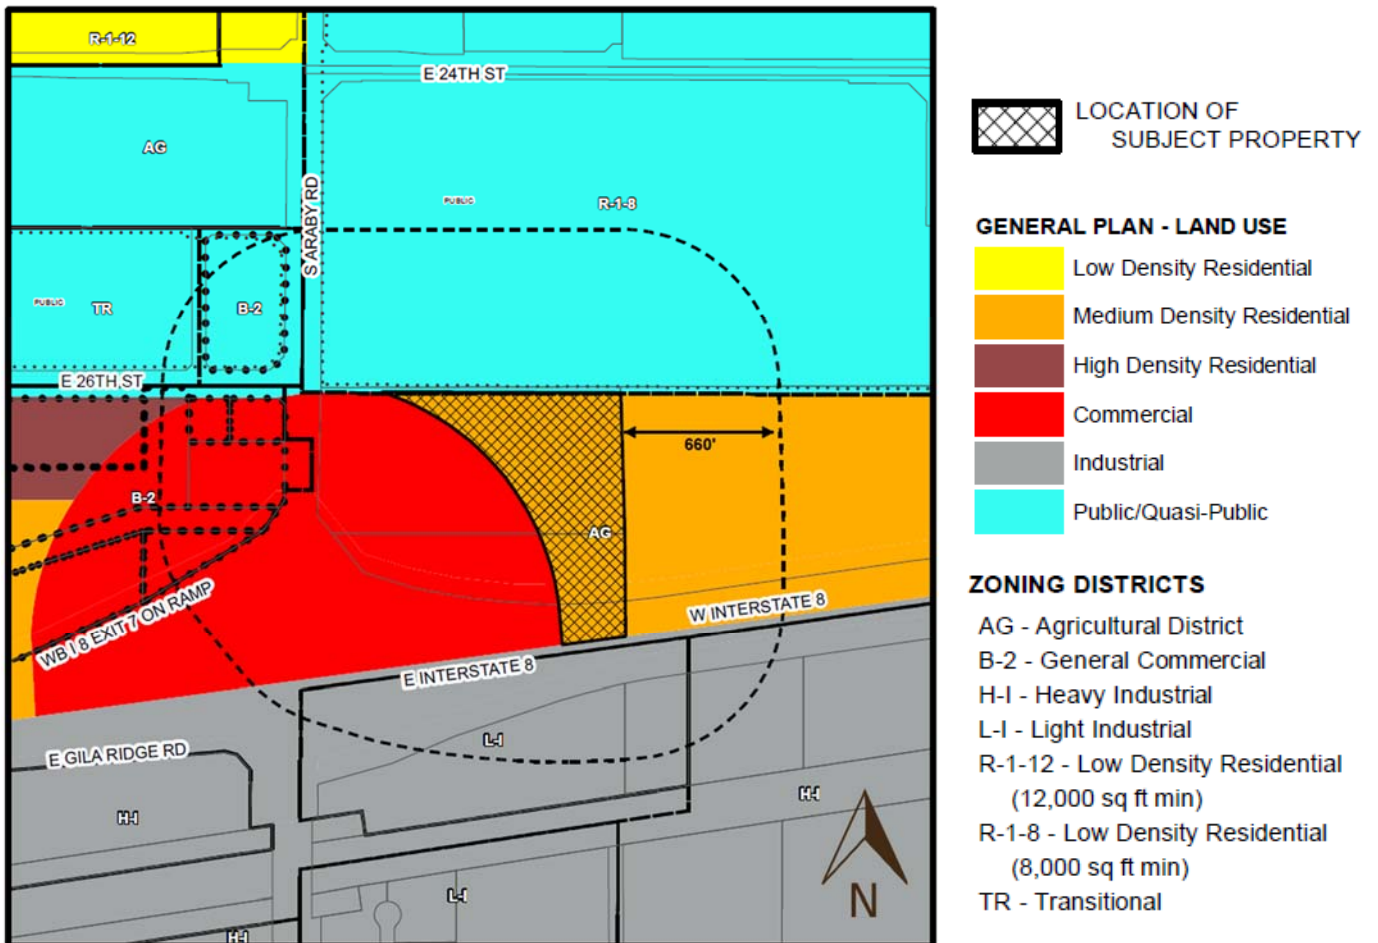 R-1-12
E 24TH ST
AG
S ARABY RD
PUBLIC
R-1-8
PUBLIC
TR
B-2
E 26TH ST
660'
B-2
AG
WB I 8 EXIT 7 ON RAMP
W INTERSTATE 8
E INTERSTATE 8
E GILA RIDGE RD
L-I
H-I
H-I
L-I
H-I
N
LOCATION OF
SUBJECT PROPERTY
GENERAL PLAN - LAND USE
Low Density Residential
Medium Density Residential
High Density Residential
Commercial
Industrial
Public/Quasi-Public
ZONING DISTRICTS
AG - Agricultural District
B-2 - General Commercial
H-I - Heavy Industrial
L-I - Light Industrial
R-1-12 - Low Density Residential
(12,000 sq ft min)
R-1-8 - Low Density Residential
(8,000 sq ft min)
TR - Transitional